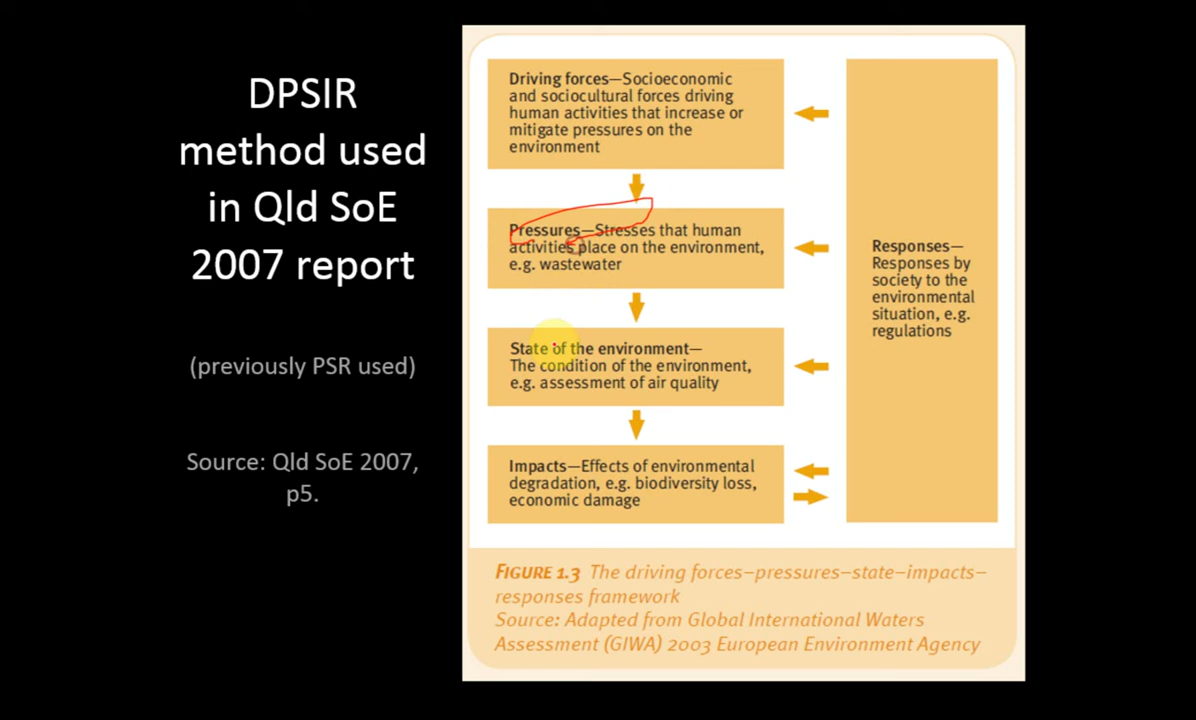 DPSIR
method used
in Qld SoE
2007 report
(previously PSR used)
Source: Qld SoE 2007,
p5.
Driving forces—Socioeconomic
and sociocultural forces driving
human activities that increase or
mitigate pressures on the
environment
Pressures—Stresses that human
activities place on the environment,
e.g. wastewater
State of the environment—
The condition of the environment,
e.g. assessment of air quality
Impacts—Effects of environmental
degradation, e.g. biodiversity loss,
economic damage
Responses—
Responses by
society to the
environmental
situation, e.g.
regulations
FIGURE 1.3 The driving forces–pressures–state–impacts–
responses framework
Source: Adapted from Global International Waters
Assessment (GIWA) 2003 European Environment Agency